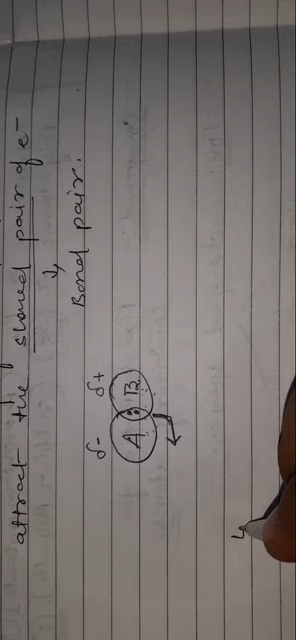 attract the shared pair of e-
↓
Bond pair.
δ- δ+
A : B